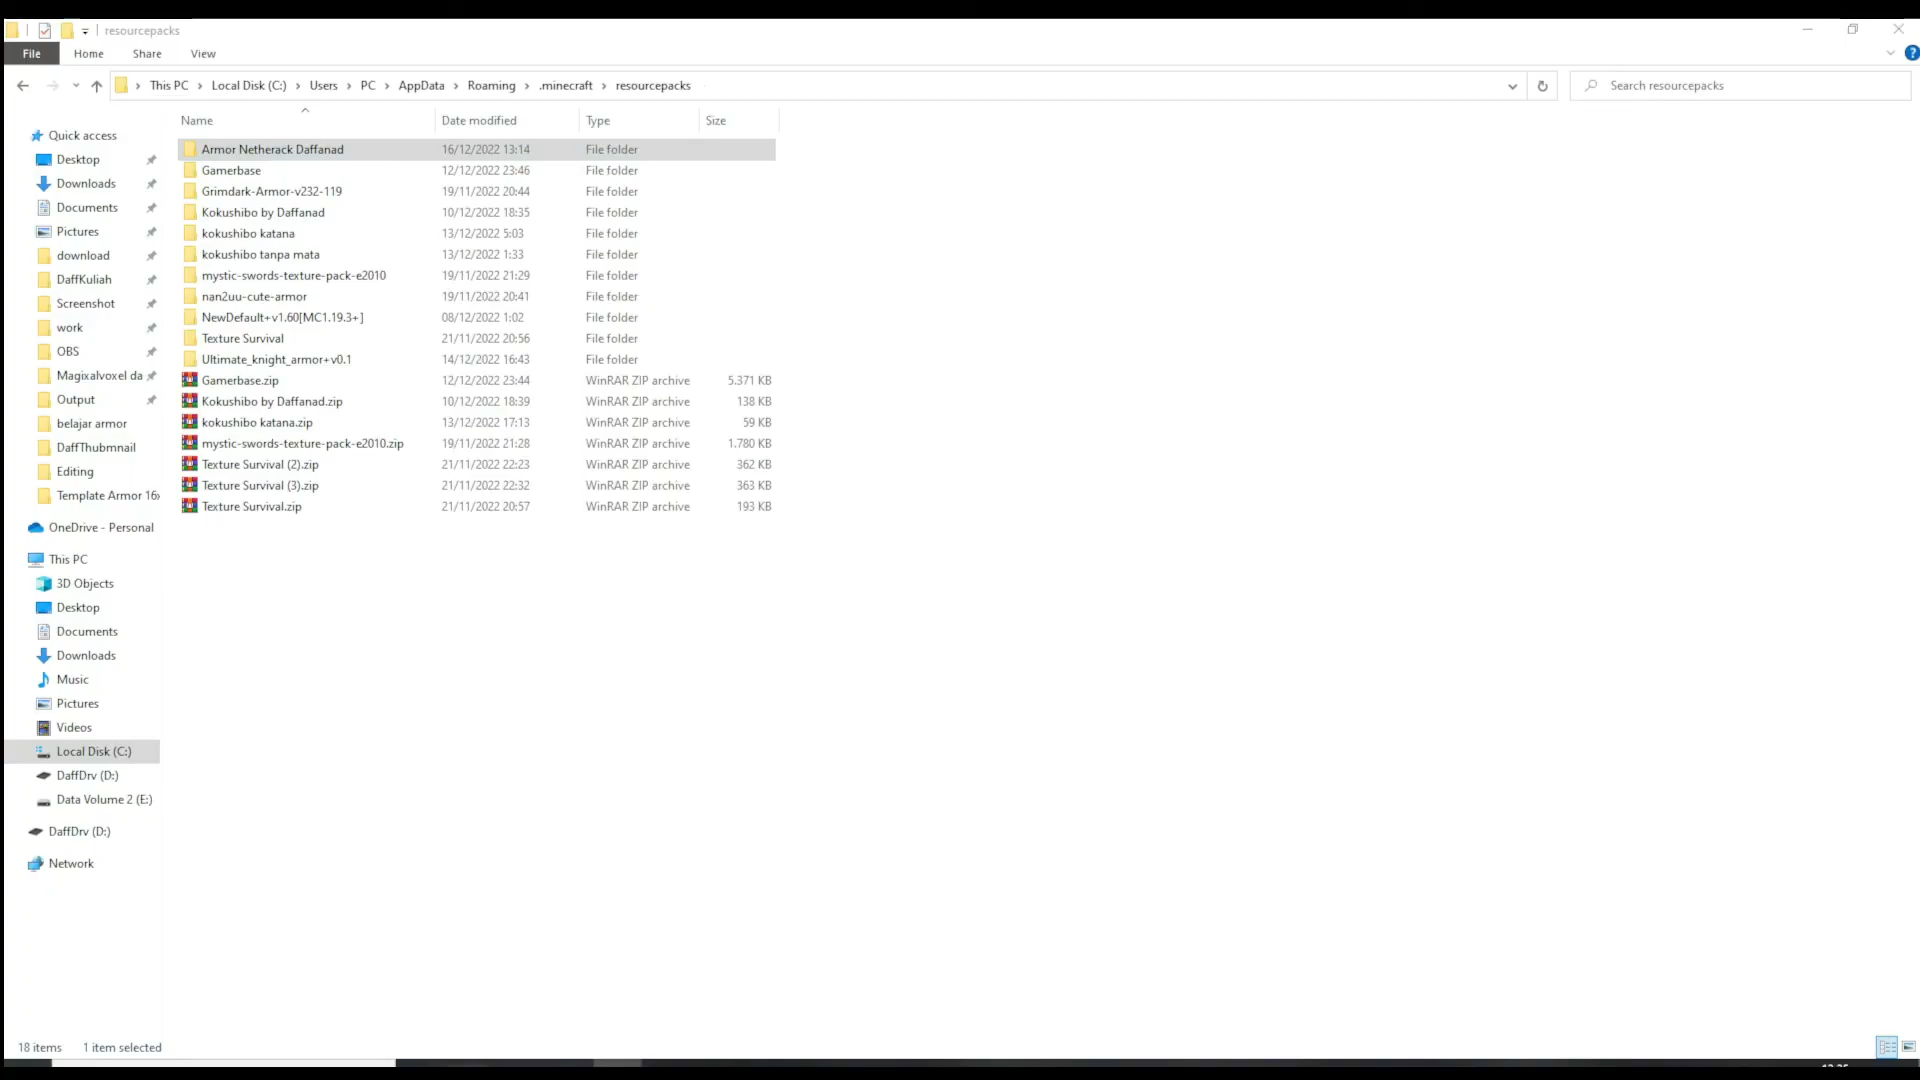 resourcepacks
File Home Share View
This PC Local Disk (C:) Users PC AppData Roaming .minecraft resourcepacks
Search resourcepacks
Name Date modified Type Size
Quick access
Desktop
Downloads
Documents
Pictures
download
DaffKuliah
Screenshot
work
OBS
Magixalvoxel da
Output
belajar armor
DaffThubmnail
Editing
Template Armor 16x
OneDrive - Personal
This PC
3D Objects
Desktop
Documents
Downloads
Music
Pictures
Videos
Local Disk (C:)
DaffDrv (D:)
Data Volume 2 (E:)
DaffDrv (D:)
Network
Armor Netherack Daffanad 16/12/2022 13:14 File folder
Gamerbase 12/12/2022 23:46 File folder
Grimdark-Armor-v232-119 19/11/2022 20:44 File folder
Kokushibo by Daffanad 10/12/2022 18:35 File folder
kokushibo katana 13/12/2022 5:03 File folder
kokushibo tanpa mata 13/12/2022 1:33 File folder
mystic-swords-texture-pack-e2010 19/11/2022 21:29 File folder
nan2uu-cute-armor 19/11/2022 20:41 File folder
NewDefault+v1.60[MC1.19.3+] 08/12/2022 1:02 File folder
Texture Survival 21/11/2022 20:56 File folder
Ultimate_knight_armor+v0.1 14/12/2022 16:43 File folder
Gamerbase.zip 12/12/2022 23:44 WinRAR ZIP archive 5.371 KB
Kokushibo by Daffanad.zip 10/12/2022 18:39 WinRAR ZIP archive 138 KB
kokushibo katana.zip 13/12/2022 17:13 WinRAR ZIP archive 59 KB
mystic-swords-texture-pack-e2010.zip 19/11/2022 21:28 WinRAR ZIP archive 1.780 KB
Texture Survival (2).zip 21/11/2022 22:23 WinRAR ZIP archive 362 KB
Texture Survival (3).zip 21/11/2022 22:32 WinRAR ZIP archive 363 KB
Texture Survival.zip 21/11/2022 20:57 WinRAR ZIP archive 193 KB
18 items 1 item selected